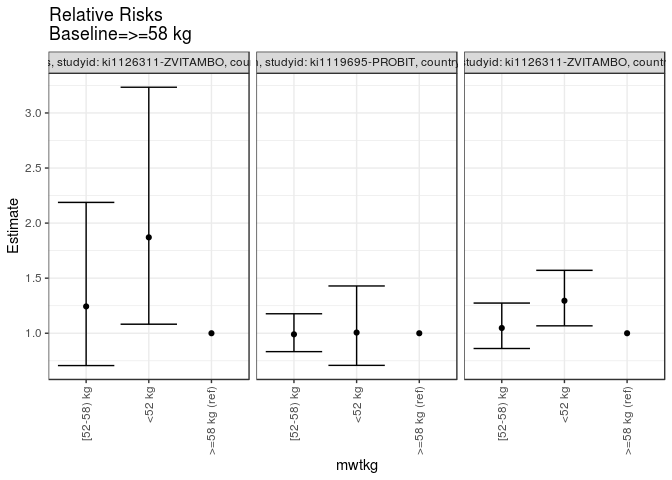 Relative Risks
Baseline=>=58 kg
s, studyid: ki1126311-ZVITAMBO, cou
, studyid: ki1119695-PROBIT, country
studyid: ki1126311-ZVITAMBO, cou
3.0
2.5
2.0
1.5
1.0
Estimate
[52-58) kg
<52 kg
>=58 kg (ref)
[52-58) kg
<52 kg
>=58 kg (ref)
[52-58) kg
<52 kg
>=58 kg (ref)
mwtkg